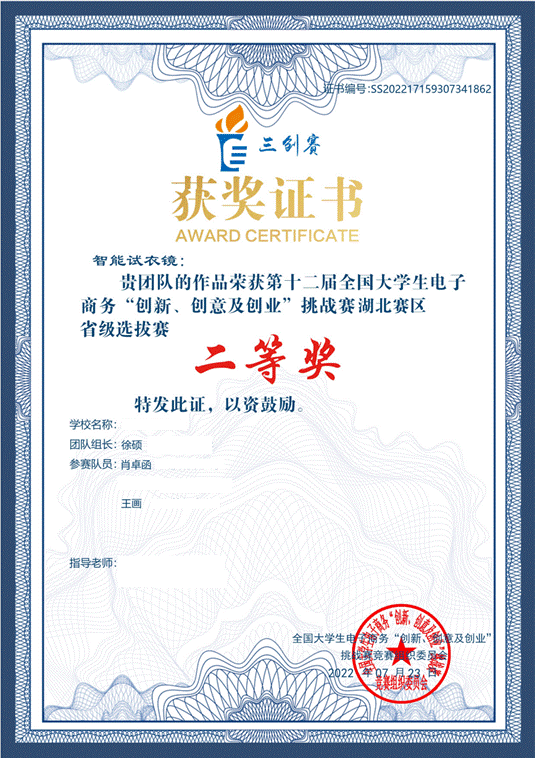 证书编号:SS202217159307341862
三创赛
获奖证书
AWARD CERTIFICATE
智能试衣镜：
贵团队的作品荣获第十二届全国大学生电子
商务“创新、创意及创业”挑战赛湖北赛区
省级选拔赛
二等奖
特发此证，以资鼓励。
学校名称:
团队组长: 徐硕
参赛队员: 肖卓函
王画
指导老师:
全国大学生电子商务“创新、创意及创业”
挑战赛竞赛组织委员会
2022 年 07 月 23 日
竞赛组织委员会